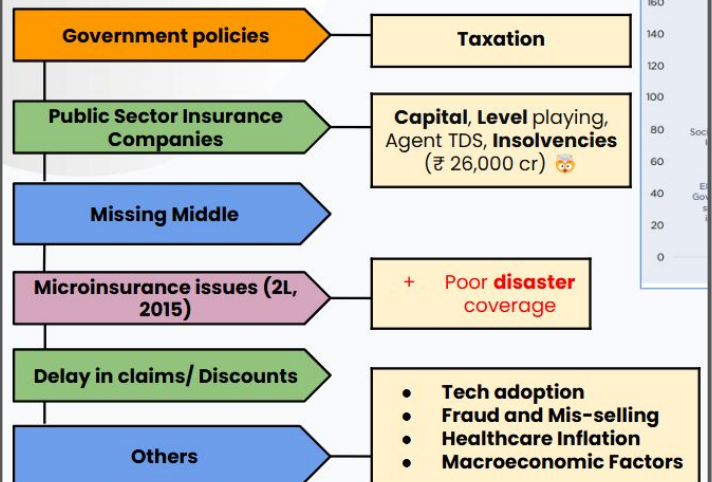 Government policies
Taxation
Public Sector Insurance
Companies
Capital, Level playing,
Agent TDS, Insolvencies
(₹ 26,000 cr) 🤯
Missing Middle
Microinsurance issues (2L,
2015)
+ Poor disaster
coverage
Delay in claims/ Discounts
Others
● Tech adoption
● Fraud and Mis-selling
● Healthcare Inflation
● Macroeconomic Factors
160
140
120
100
80
60
40
20
0